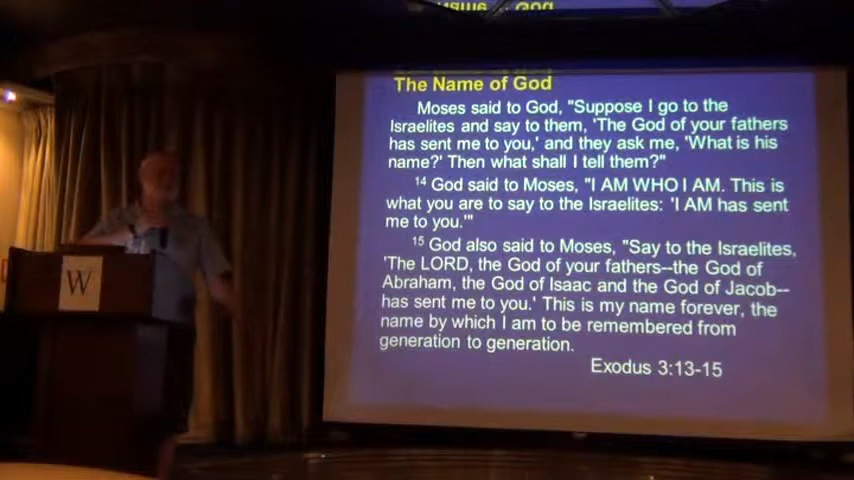 The Name of God
Moses said to God, "Suppose I go to the
Israelites and say to them, 'The God of your fathers
has sent me to you,' and they ask me, 'What is his
name?' Then what shall I tell them?"
14 God said to Moses, "I AM WHO I AM. This is
what you are to say to the Israelites: 'I AM has sent
me to you.'"
15 God also said to Moses, "Say to the Israelites,
'The LORD, the God of your fathers--the God of
Abraham, the God of Isaac and the God of Jacob--
has sent me to you.' This is my name forever, the
name by which I am to be remembered from
generation to generation.
Exodus 3:13-15
W